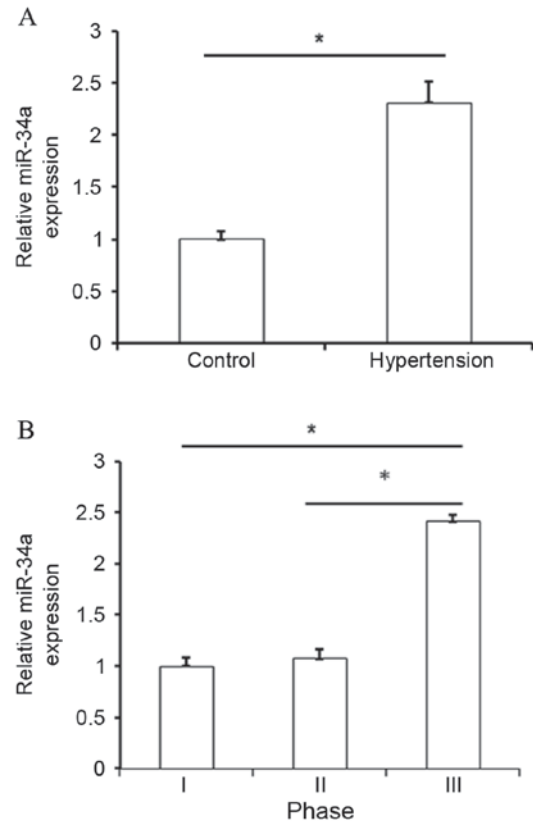 A
Relative miR-34a
expression
3
2.5
2
1.5
1
0.5
0
*
Control
Hypertension
B
Relative miR-34a
expression
3
2.5
2
1.5
1
0.5
0
*
*
I
II
III
Phase